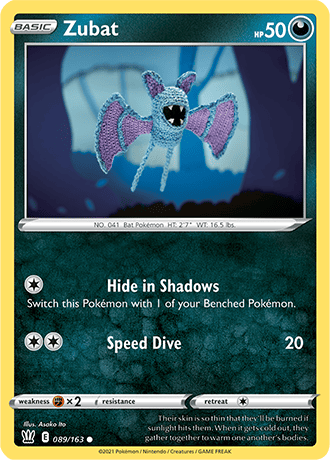 BASIC Zubat HP 50
NO. 041 Bat Pokémon HT: 2'7" WT: 16.5 lbs.
Hide in Shadows
Switch this Pokémon with 1 of your Benched Pokémon.
Speed Dive 20
weakness ×2 resistance retreat
Illus. Asako Ito
E 089/163
Their skin is so thin that they'll be burned if
sunlight hits them. When it gets cold out, they
gather together to warm one another's bodies.
©2021 Pokémon / Nintendo / Creatures / GAME FREAK